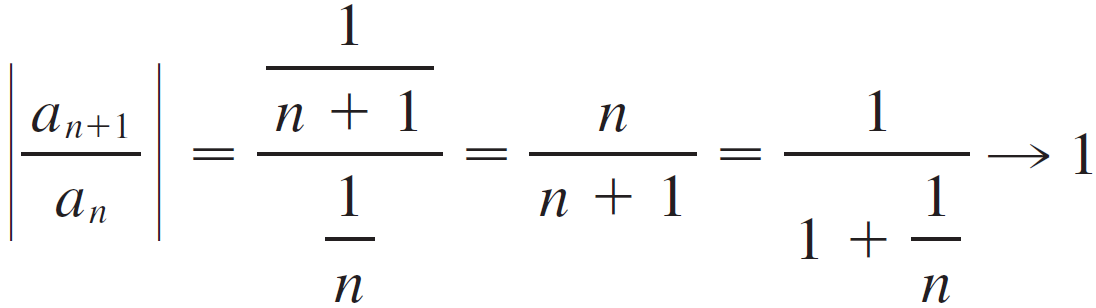 |a_{n+1}/a_n| = (1/(n + 1))/(1/n) = n/(n + 1) = 1/(1 + 1/n) → 1